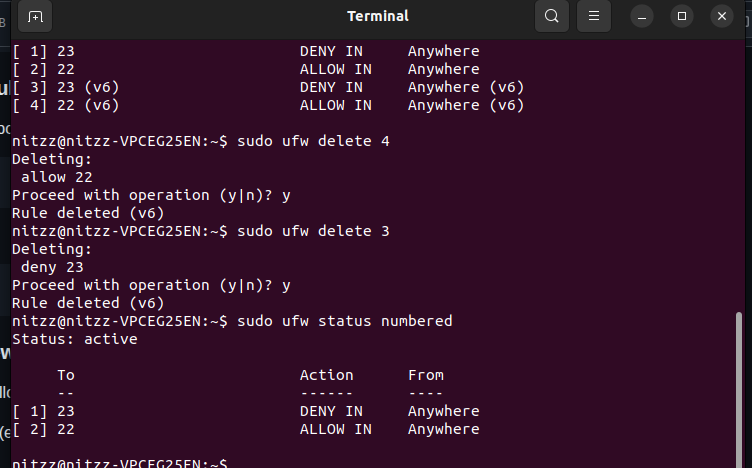 Terminal
[ 1] 23 DENY IN Anywhere
[ 2] 22 ALLOW IN Anywhere
[ 3] 23 (v6) DENY IN Anywhere (v6)
[ 4] 22 (v6) ALLOW IN Anywhere (v6)
nitzz@nitzz-VPCEG25EN:~$ sudo ufw delete 4
Deleting:
allow 22
Proceed with operation (y|n)? y
Rule deleted (v6)
nitzz@nitzz-VPCEG25EN:~$ sudo ufw delete 3
Deleting:
deny 23
Proceed with operation (y|n)? y
Rule deleted (v6)
nitzz@nitzz-VPCEG25EN:~$ sudo ufw status numbered
Status: active
To Action From
-- ------ ----
[ 1] 23 DENY IN Anywhere
[ 2] 22 ALLOW IN Anywhere
nitzz@nitzz-VPCEG25EN:~$